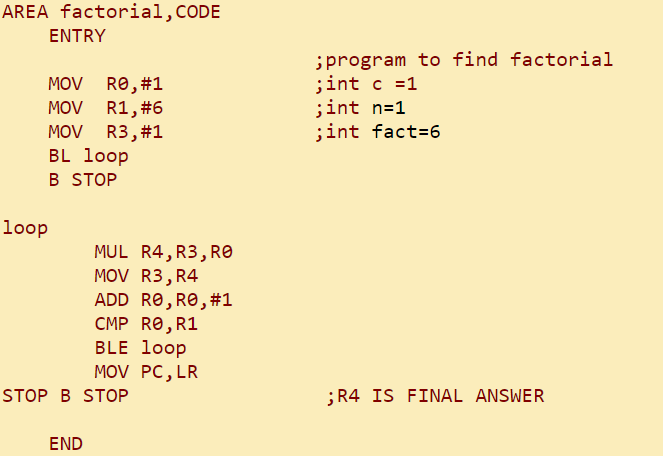 AREA factorial,CODE
ENTRY
;program to find factorial
MOV R0,#1 ;int c =1
MOV R1,#6 ;int n=1
MOV R3,#1 ;int fact=6
BL loop
B STOP
loop
MUL R4,R3,R0
MOV R3,R4
ADD R0,R0,#1
CMP R0,R1
BLE loop
MOV PC,LR
STOP B STOP ;R4 IS FINAL ANSWER
END